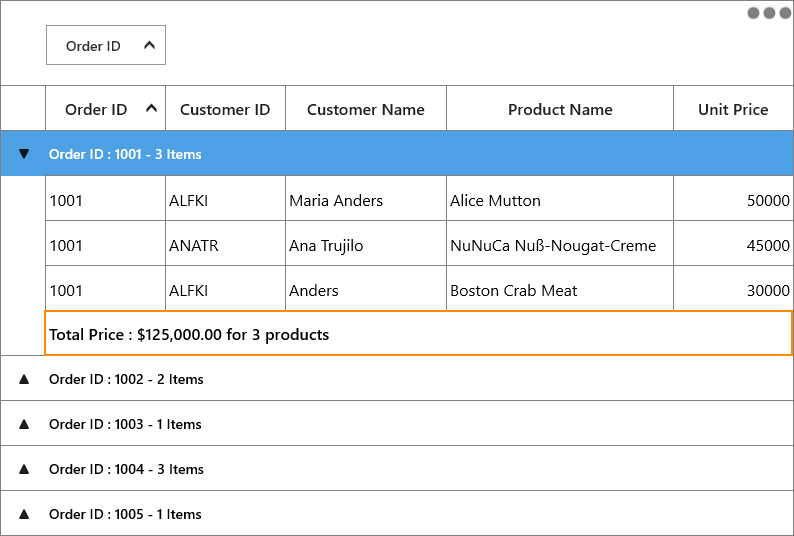 Order ID
Order ID Customer ID Customer Name Product Name Unit Price
Order ID : 1001 - 3 Items
1001 ALFKI Maria Anders Alice Mutton 50000
1001 ANATR Ana Trujilo NuNuCa Nuß-Nougat-Creme 45000
1001 ALFKI Anders Boston Crab Meat 30000
Total Price : $125,000.00 for 3 products
Order ID : 1002 - 2 Items
Order ID : 1003 - 1 Items
Order ID : 1004 - 3 Items
Order ID : 1005 - 1 Items